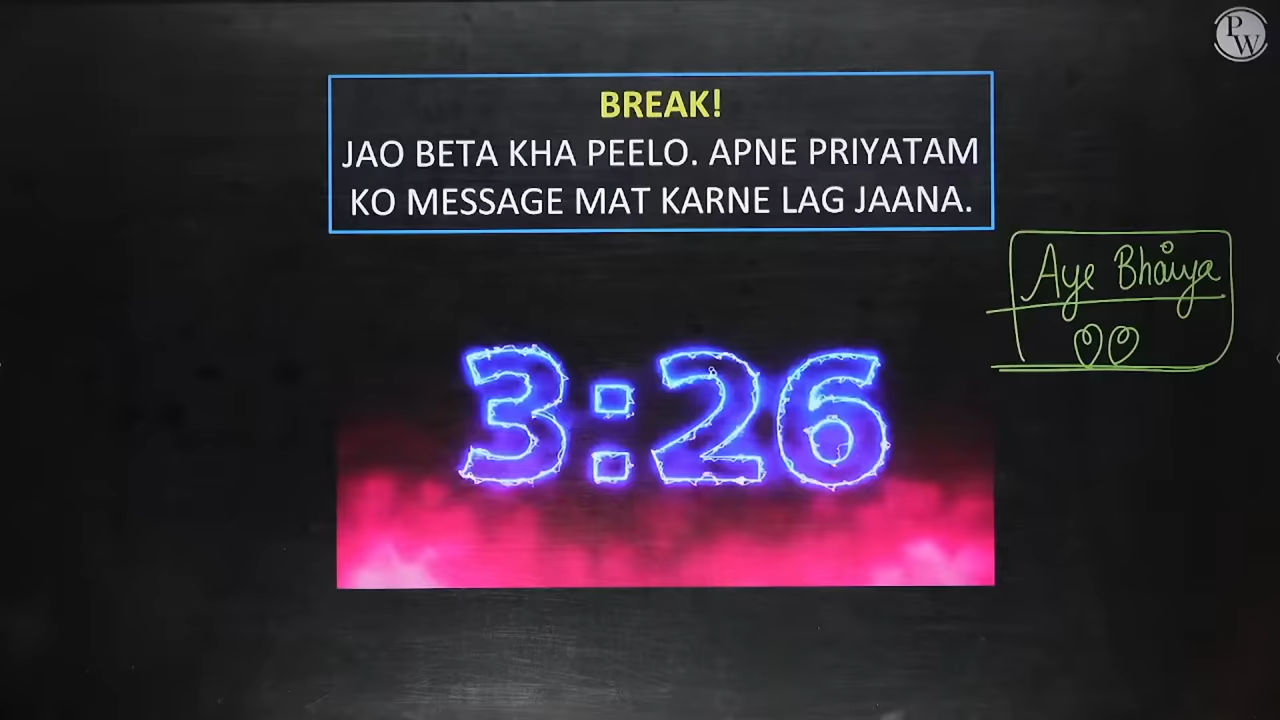 PW
BREAK!
JAO BETA KHA PEELO. APNE PRIYATAM
KO MESSAGE MAT KARNE LAG JAANA.
Aye Bhaiya
3:26